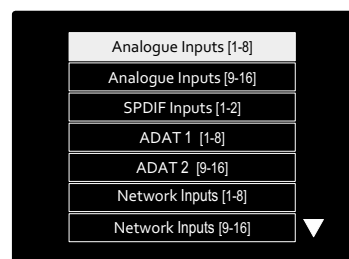 Analogue Inputs [1-8]
Analogue Inputs [9-16]
SPDIF Inputs [1-2]
ADAT 1 [1-8]
ADAT 2 [9-16]
Network Inputs [1-8]
Network Inputs [9-16]